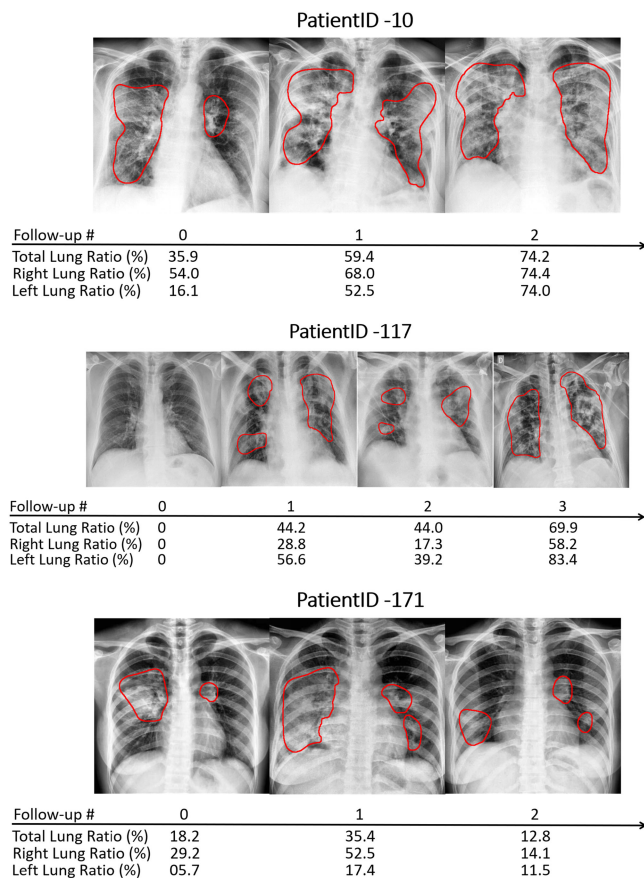 PatientID -10
Follow-up # 0 1 2
Total Lung Ratio (%) 35.9 59.4 74.2
Right Lung Ratio (%) 54.0 68.0 74.4
Left Lung Ratio (%) 16.1 52.5 74.0
PatientID -117
Follow-up # 0 1 2 3
Total Lung Ratio (%) 0 44.2 44.0 69.9
Right Lung Ratio (%) 0 28.8 17.3 58.2
Left Lung Ratio (%) 0 56.6 39.2 83.4
PatientID -171
Follow-up # 0 1 2
Total Lung Ratio (%) 18.2 35.4 12.8
Right Lung Ratio (%) 29.2 52.5 14.1
Left Lung Ratio (%) 05.7 17.4 11.5